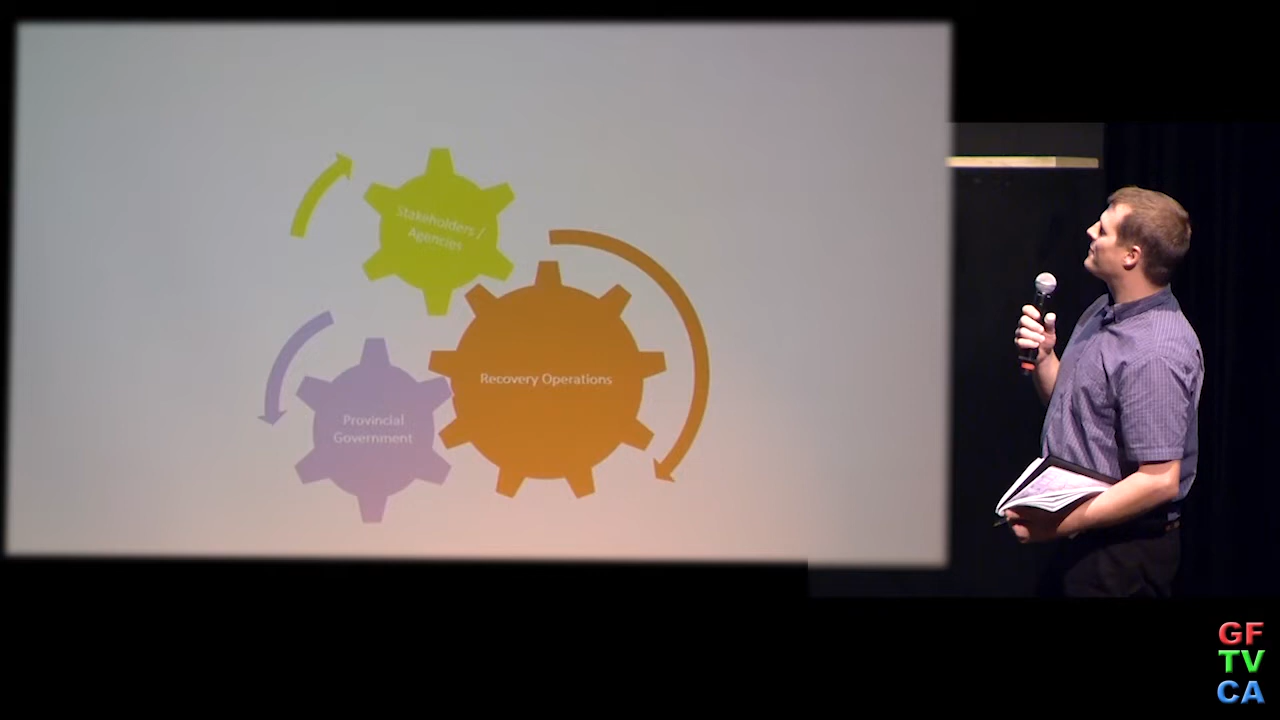 Stakeholders /
Agencies
Recovery Operations
Provincial
Government
GF
TV
CA